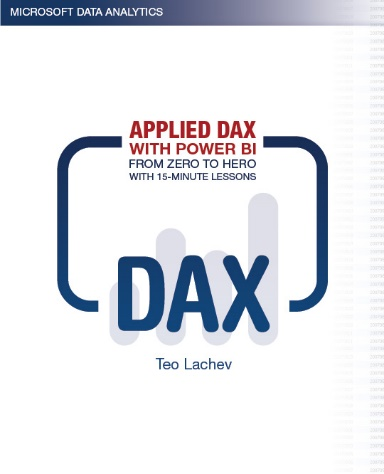 MICROSOFT DATA ANALYTICS
APPLIED DAX
WITH POWER BI
FROM ZERO TO HERO
WITH 15-MINUTE LESSONS
DAX
Teo Lachev